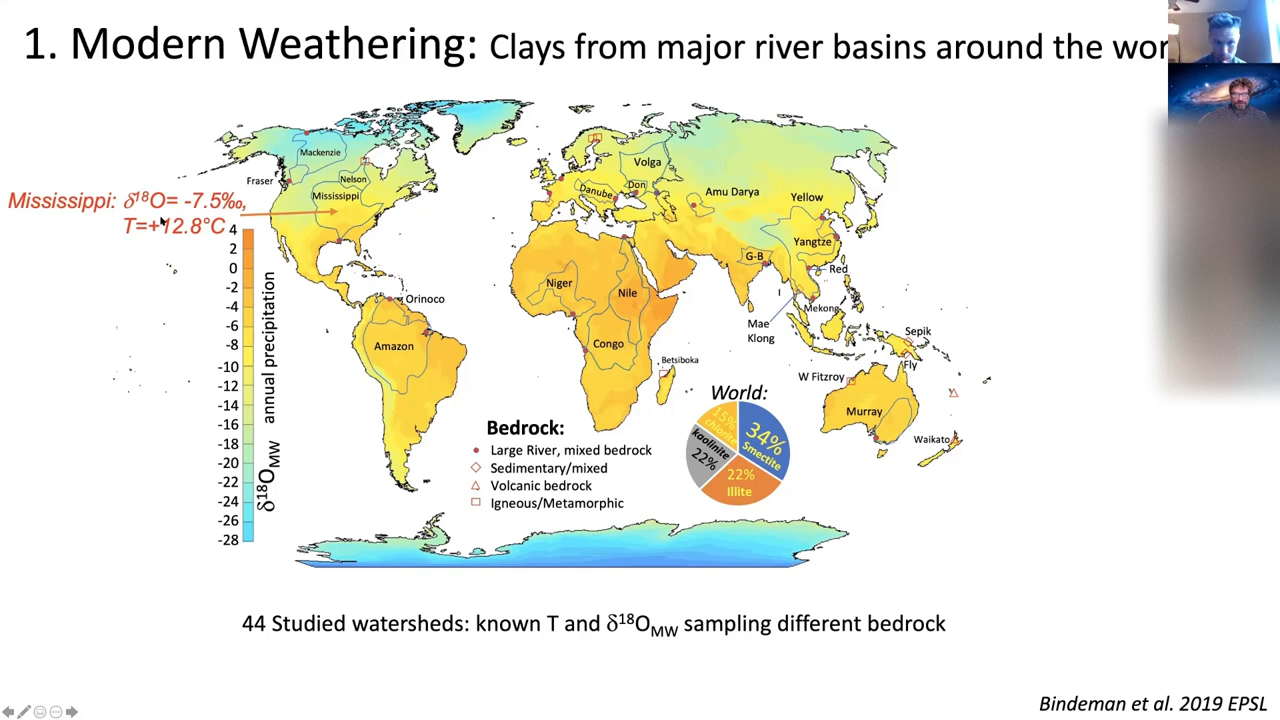 1. Modern Weathering: Clays from major river basins around the wor
Mississippi: δ¹⁸O= -7.5‰,
T=+12.8°C
4
2
0
-2
-4
-6
-8
-10
-12
-14
-16
-18
-20
-22
-24
-26
-28
δ¹⁸O_MW annual precipitation
Mackenzie
Fraser
Nelson
Mississippi
Orinoco
Amazon
Volga
Danube
Don
Amu Darya
Yellow
Yangtze
G-B
Red
Niger
Nile
Congo
Mekong
Mae
Klong
Betsiboka
Sepik
Fly
W Fitzroy
Murray
Waikato
World:
15%
chlorite
34%
Smectite
kaolinite
22%
22%
Illite
Bedrock:
Large River, mixed bedrock
Sedimentary/mixed
Volcanic bedrock
Igneous/Metamorphic
44 Studied watersheds: known T and δ¹⁸O_MW sampling different bedrock
Bindeman et al. 2019 EPSL